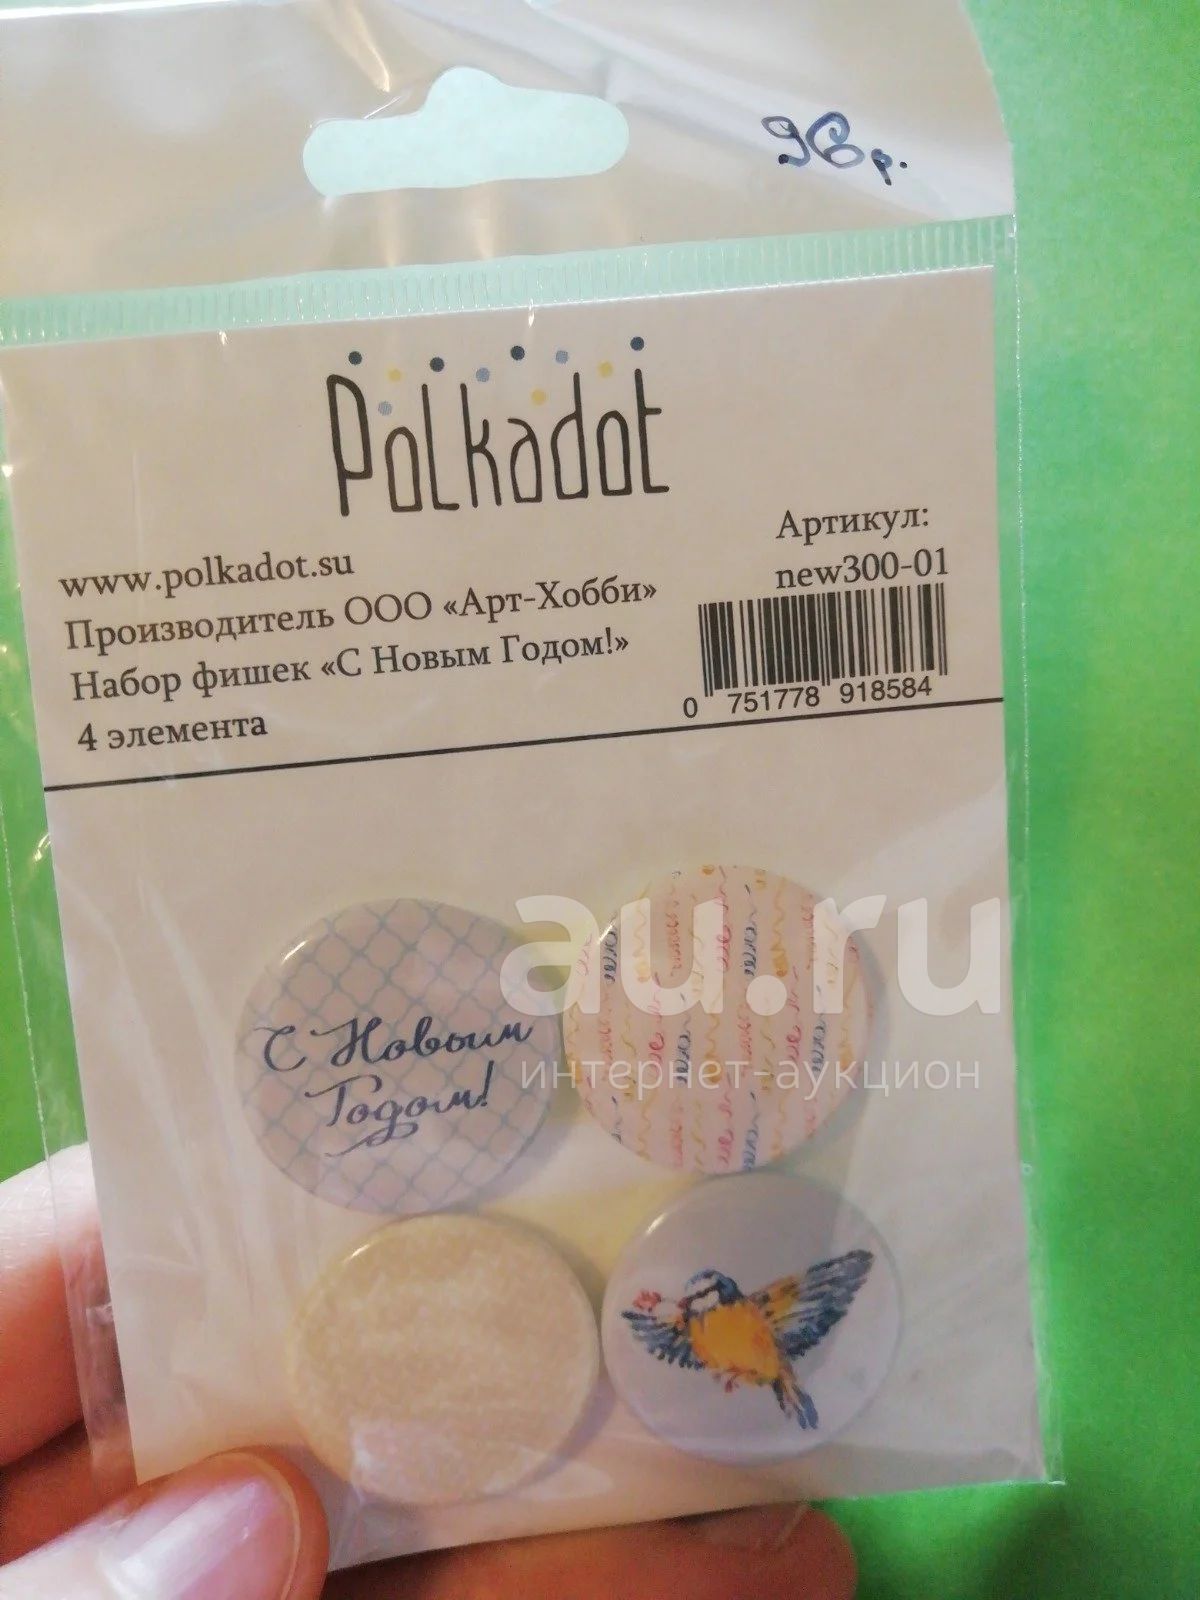 96р.
Polkadot
www.polkadot.su
Производитель ООО «Арт-Хобби»
Набор фишек «С Новым Годом!»
4 элемента
Артикул:
new300-01
0 751778 918584
au.ru
интернет-аукцион
С Новым
Годом!